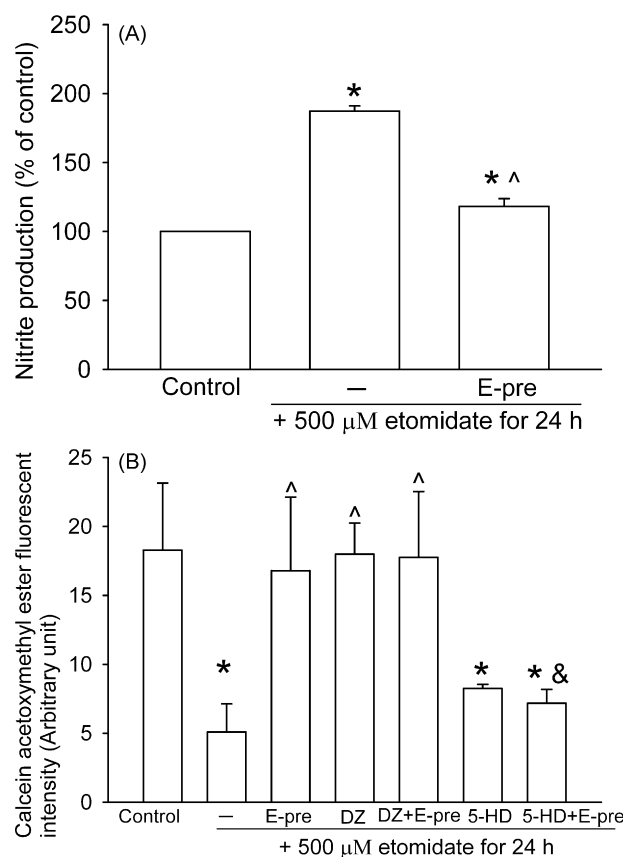 (A)
Nitrite production (% of control)
250
200
150
100
50
0
*
* ^
Control
–
E-pre
+ 500 μM etomidate for 24 h
(B)
Calcein acetoxymethyl ester fluorescent
intensity (Arbitrary unit)
25
20
15
10
5
0
*
^
^
^
*
* &
Control
–
E-pre
DZ
DZ+E-pre
5-HD
5-HD+E-pre
+ 500 μM etomidate for 24 h